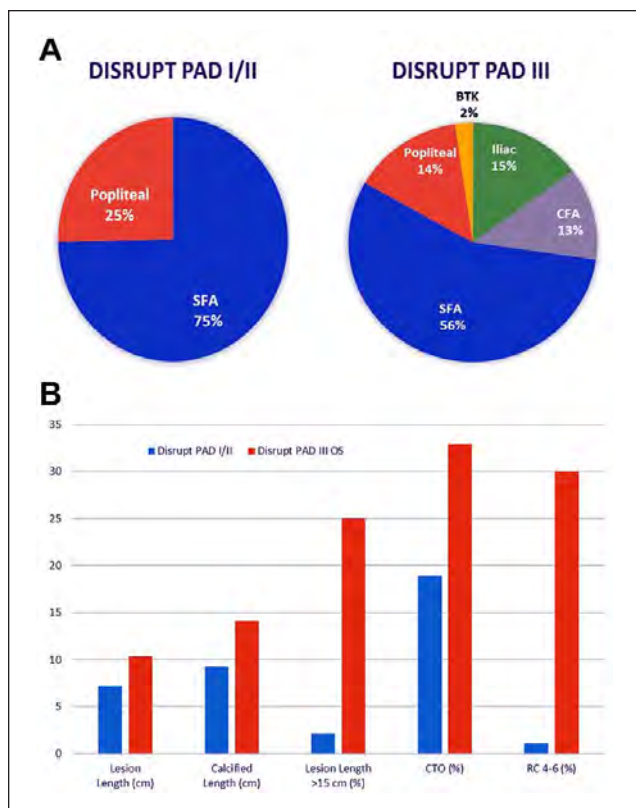 A
DISRUPT PAD I/II
DISRUPT PAD III
Popliteal
25%
SFA
75%
BTK
2%
Popliteal
14%
Iliac
15%
CFA
13%
SFA
56%
B
35
30
25
20
15
10
5
0
Disrupt PAD I/II
Disrupt PAD III OS
Lesion
Length (cm)
Calcified
Length (cm)
Lesion Length
>15 cm (%)
CTO (%)
RC 4-6 (%)